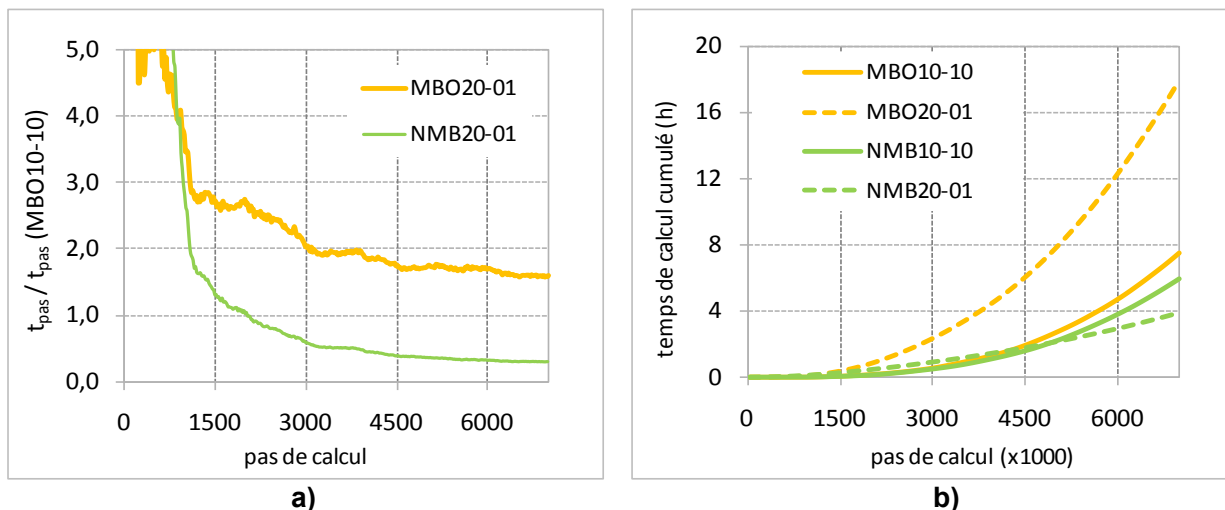 5,0
4,0
3,0
2,0
1,0
0,0
t_pas / t_pas (MBO10-10)
MBO20-01
NMB20-01
0 1500 3000 4500 6000
pas de calcul
a)
20
16
12
8
4
0
temps de calcul cumulé (h)
MBO10-10
MBO20-01
NMB10-10
NMB20-01
0 1500 3000 4500 6000
pas de calcul (x1000)
b)